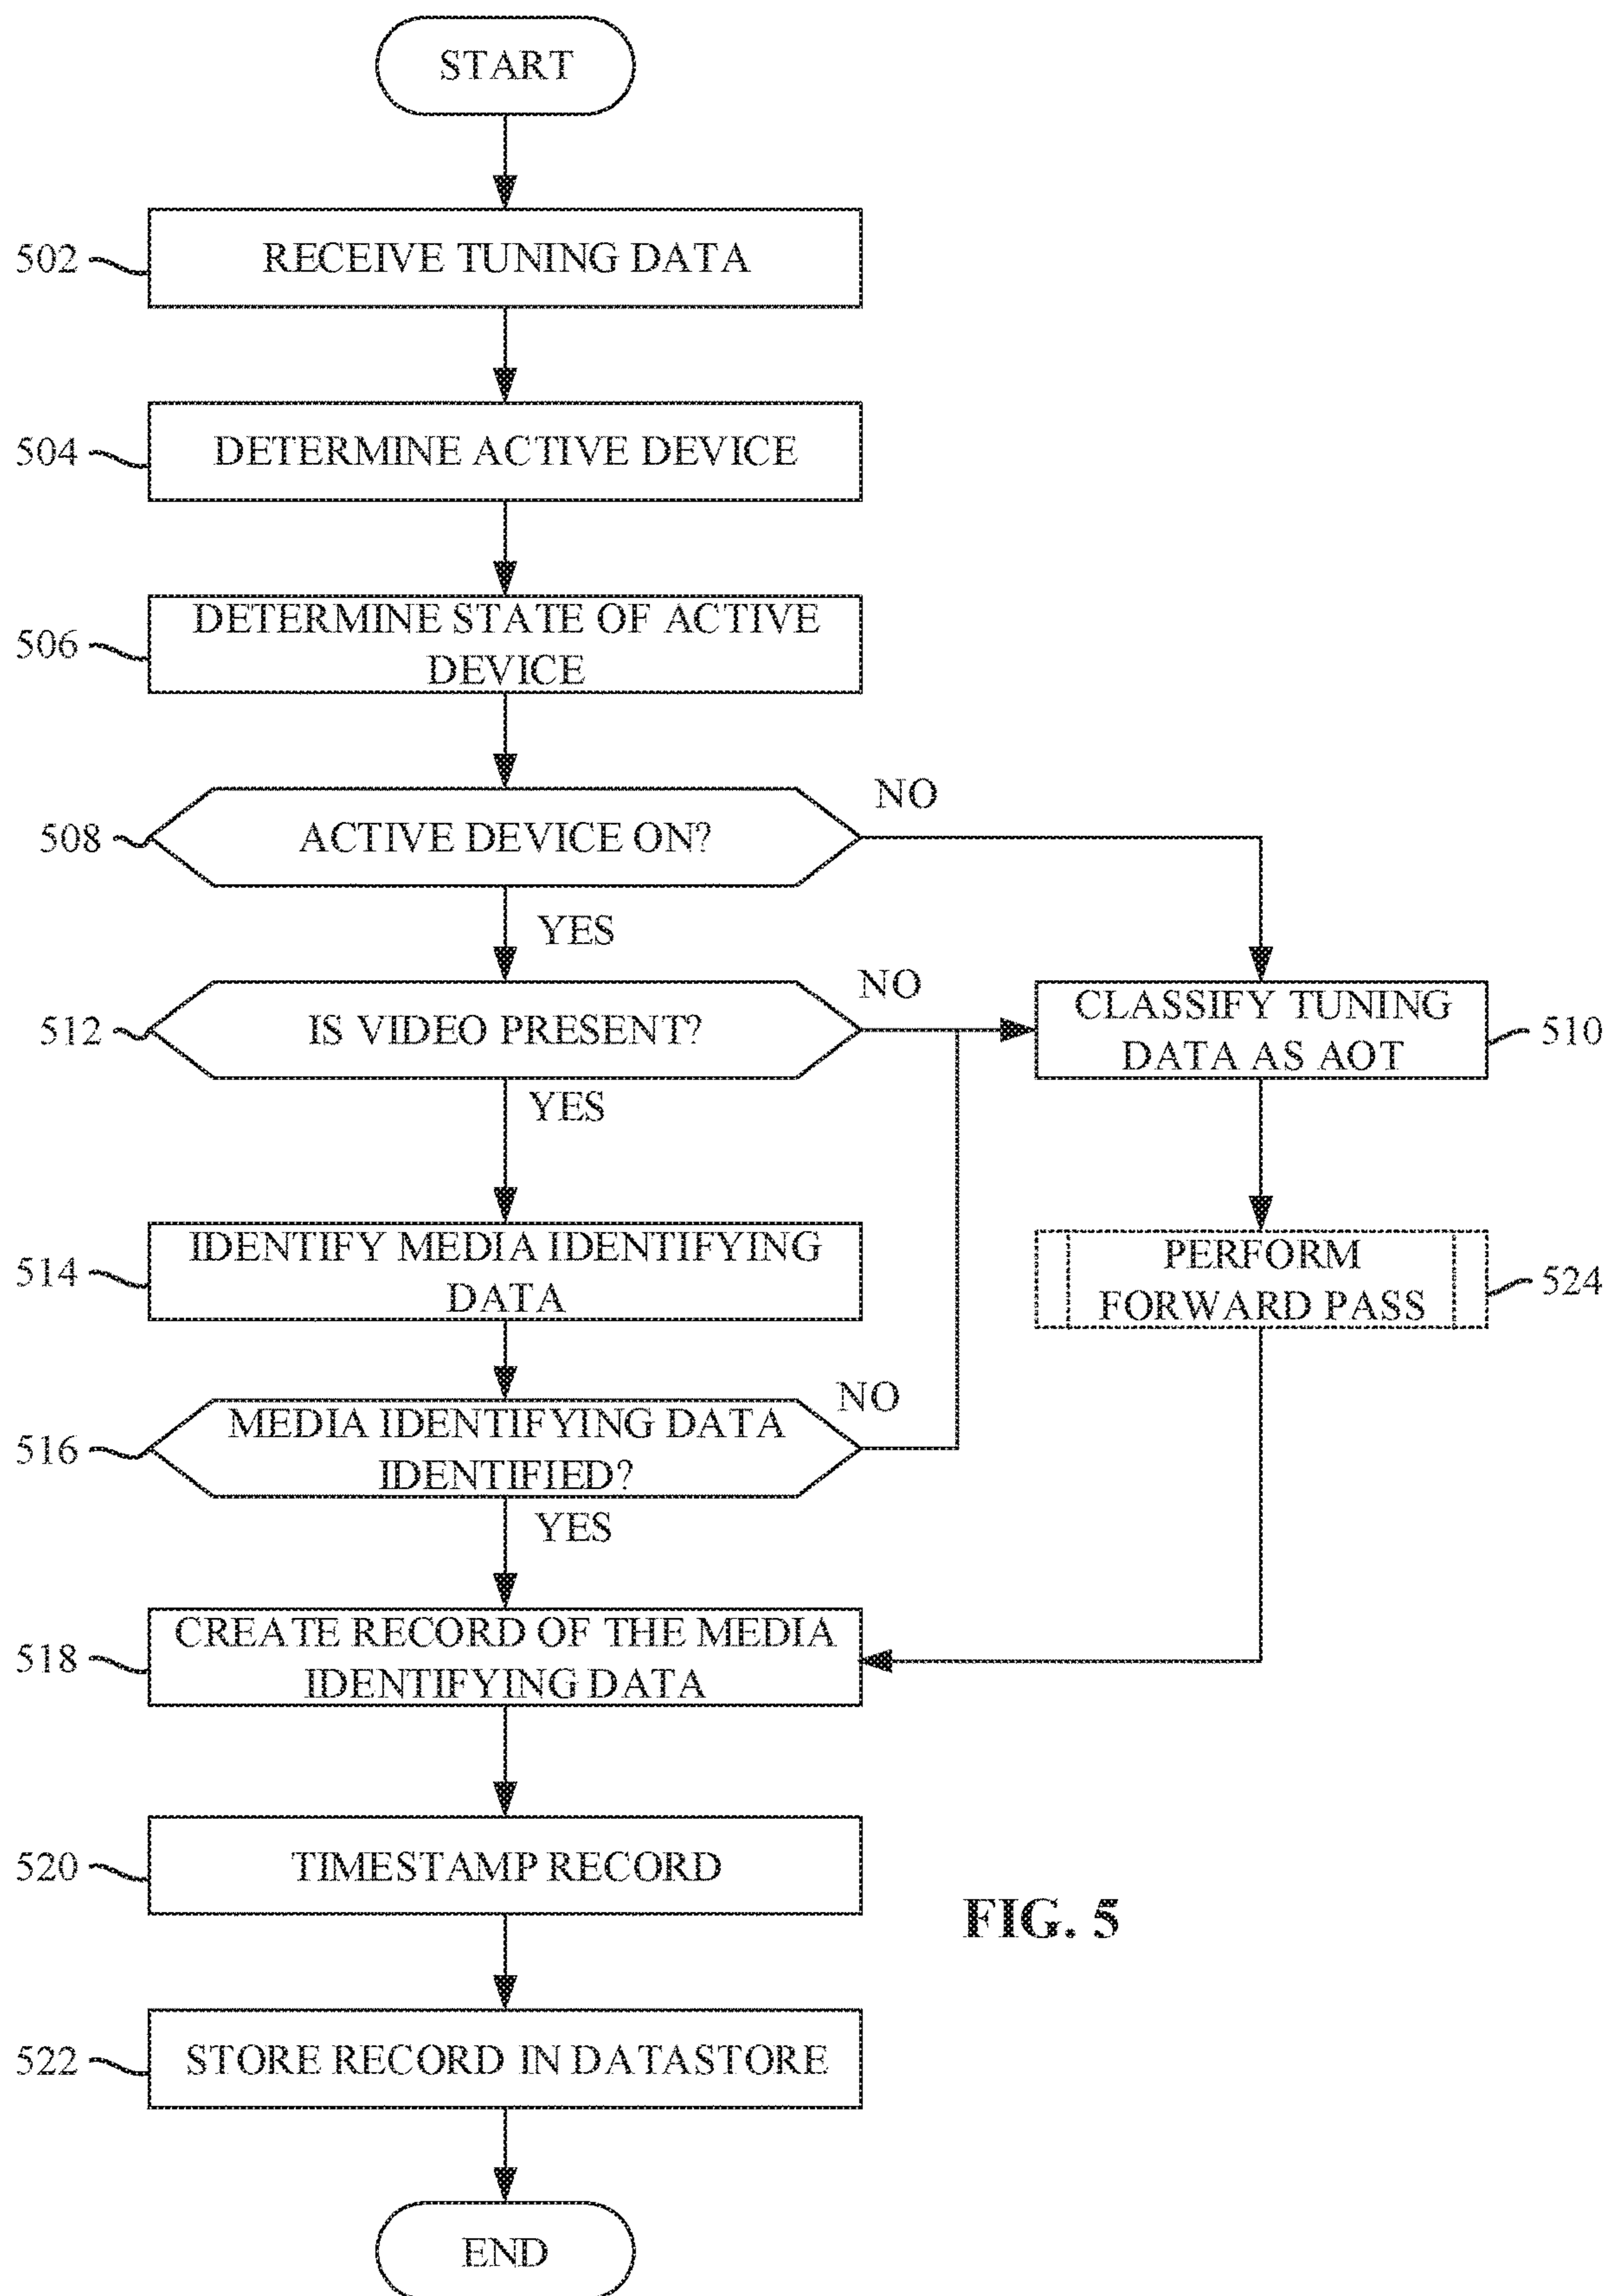 START
502
RECEIVE TUNING DATA
504
DETERMINE ACTIVE DEVICE
506
DETERMINE STATE OF ACTIVE
DEVICE
508
ACTIVE DEVICE ON?
NO
YES
512
IS VIDEO PRESENT?
NO
CLASSIFY TUNING
DATA AS AOT
510
YES
514
IDENTIFY MEDIA IDENTIFYING
DATA
PERFORM
FORWARD PASS
524
516
MEDIA IDENTIFYING DATA
IDENTIFIED?
NO
YES
518
CREATE RECORD OF THE MEDIA
IDENTIFYING DATA
520
TIMESTAMP RECORD
FIG. 5
522
STORE RECORD IN DATASTORE
END